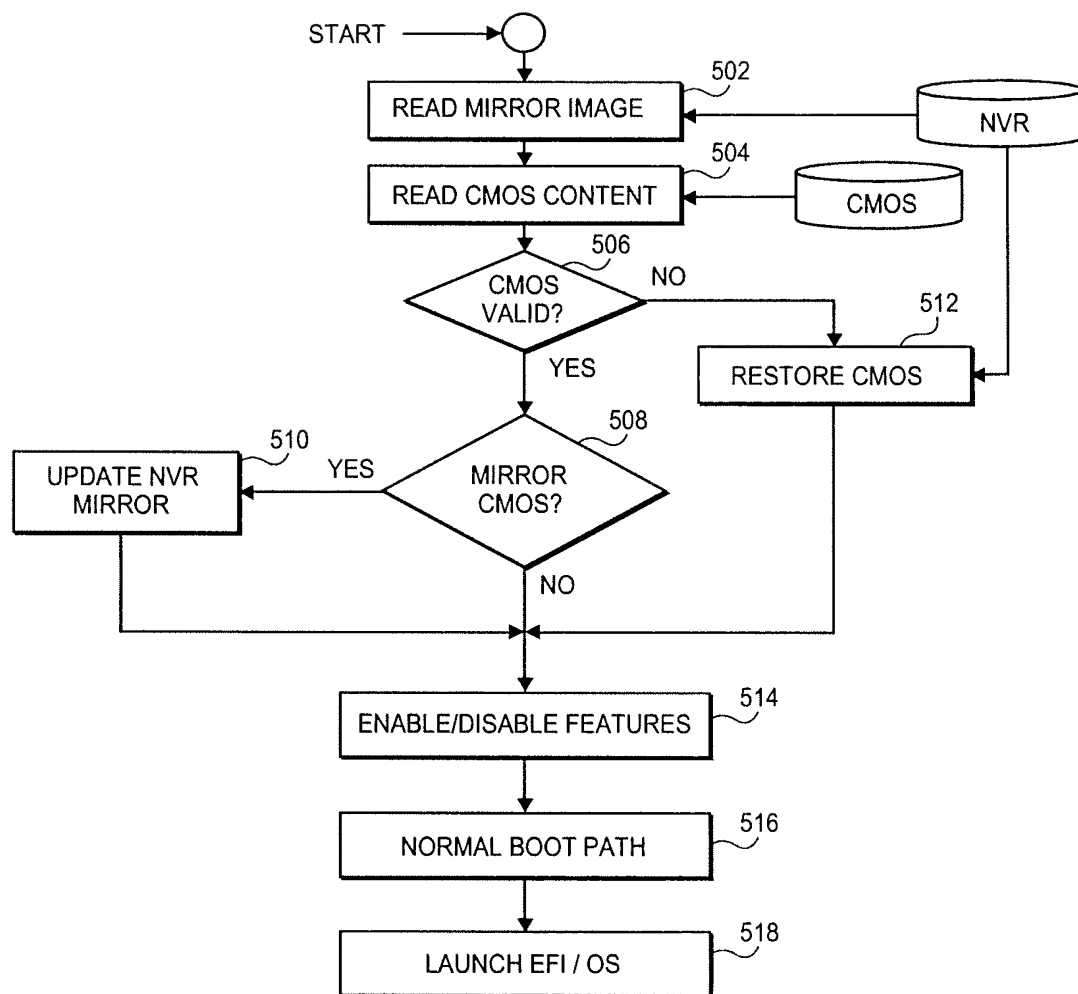 START
502
READ MIRROR IMAGE
NVR
504
READ CMOS CONTENT
CMOS
506
CMOS
VALID?
NO
YES
512
RESTORE CMOS
508
MIRROR
CMOS?
YES
510
UPDATE NVR
MIRROR
NO
ENABLE/DISABLE FEATURES
514
NORMAL BOOT PATH
516
LAUNCH EFI / OS
518